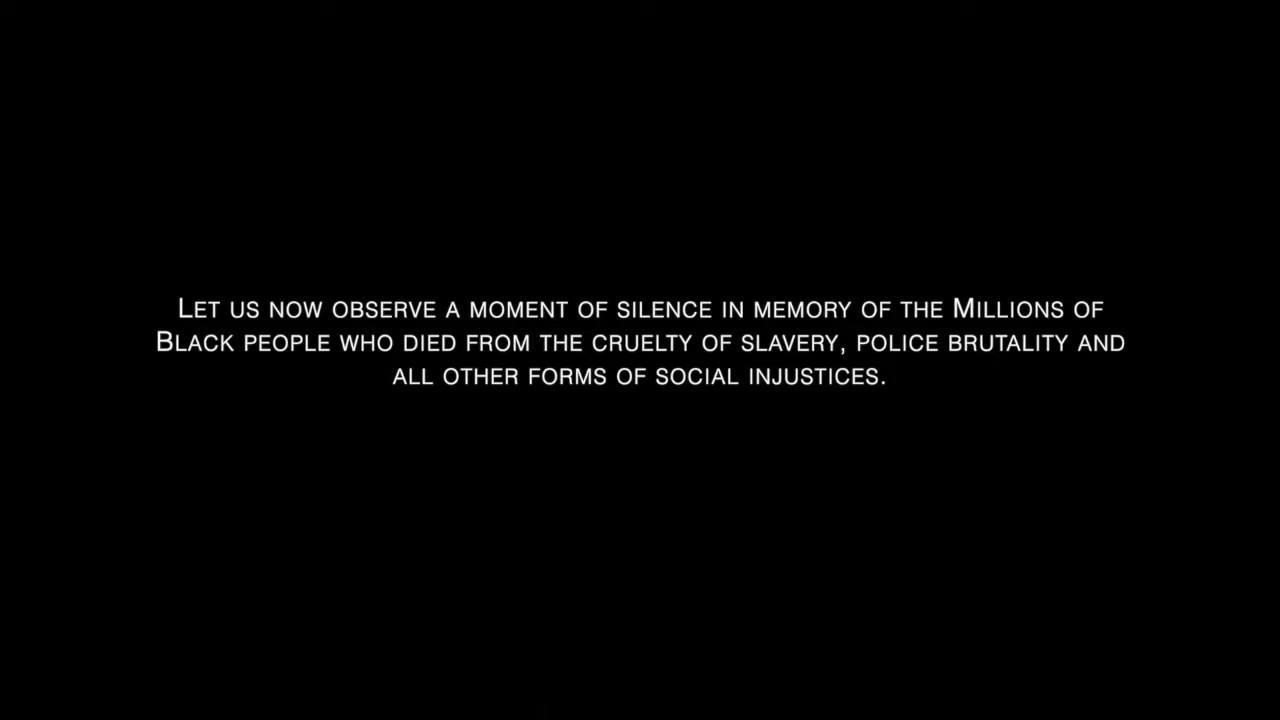 Let us now observe a moment of silence in memory of the Millions of
Black people who died from the cruelty of slavery, police brutality and
all other forms of social injustices.